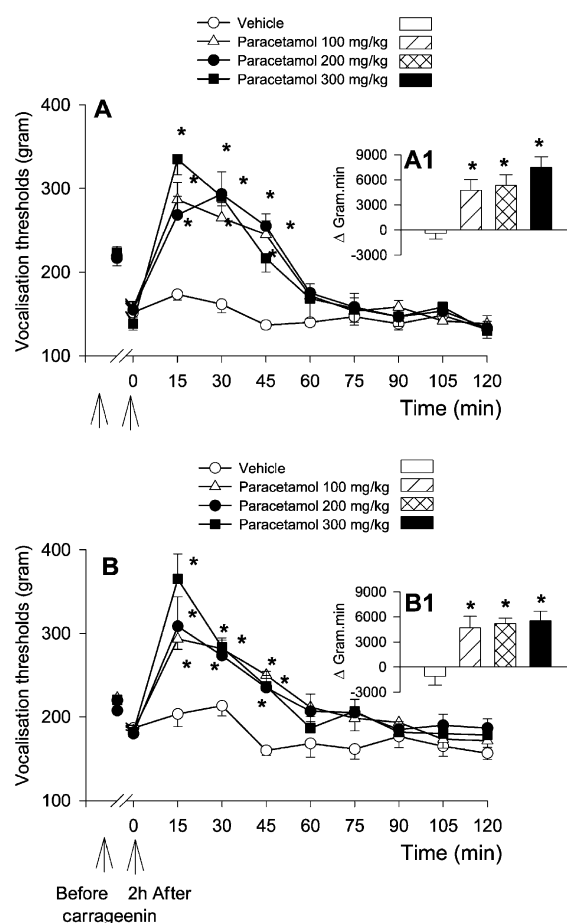 Vehicle
Paracetamol 100 mg/kg
Paracetamol 200 mg/kg
Paracetamol 300 mg/kg
A
A1
Vocalisation thresholds (gram)
400
300
200
100
* * * * * * * * *
Δ Gram.min
9000
6000
3000
0
-3000
* * *
0 15 30 45 60 75 90 105 120
Time (min)
Vehicle
Paracetamol 100 mg/kg
Paracetamol 200 mg/kg
Paracetamol 300 mg/kg
B
B1
Vocalisation thresholds (gram)
400
300
200
100
* * * * * * * * *
Δ Gram.min
9000
6000
3000
0
-3000
* * *
0 15 30 45 60 75 90 105 120
Time (min)
Before 2h After
carrageenin